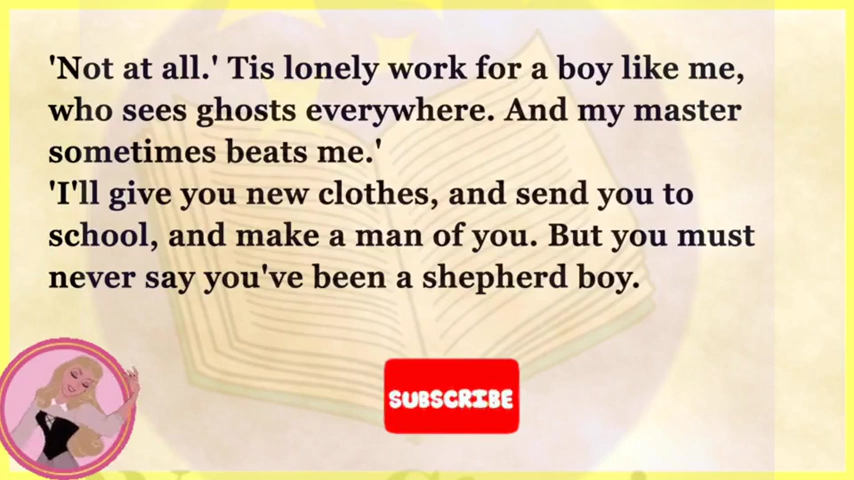 'Not at all.' Tis lonely work for a boy like me,
who sees ghosts everywhere. And my master
sometimes beats me.'
'I'll give you new clothes, and send you to
school, and make a man of you. But you must
never say you've been a shepherd boy.
SUBSCRIBE